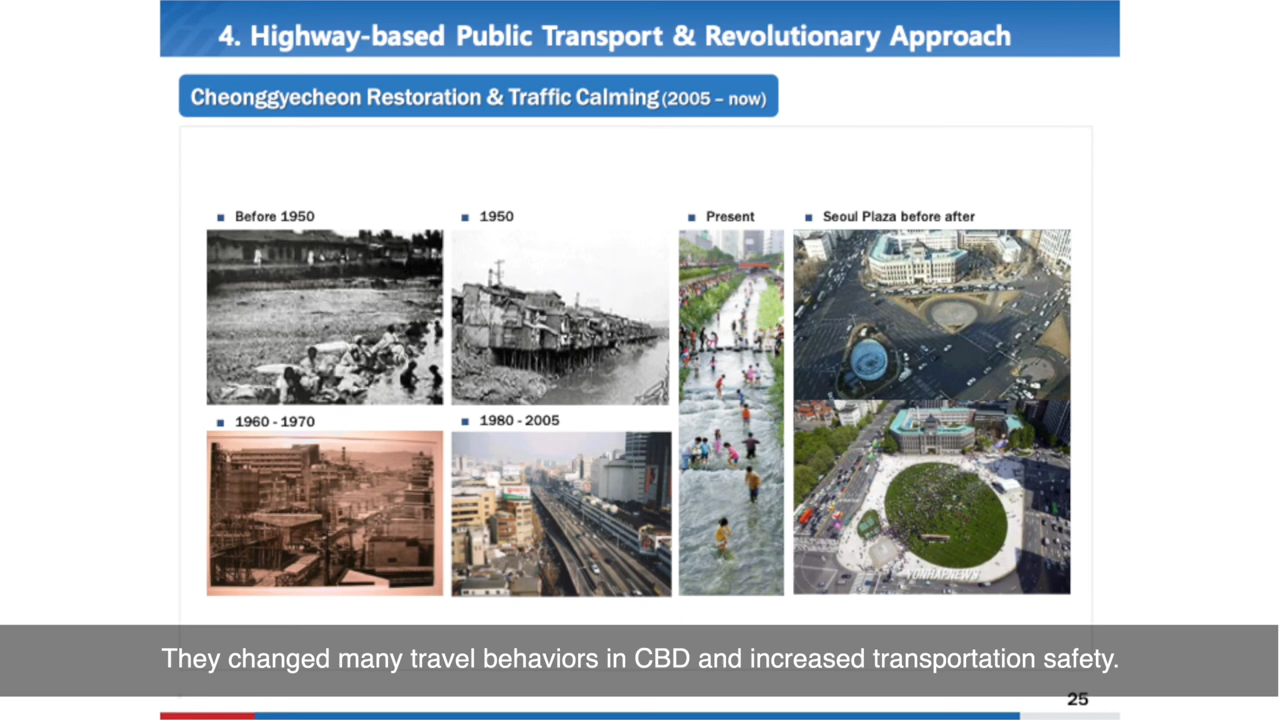 4. Highway-based Public Transport & Revolutionary Approach
Cheonggyecheon Restoration & Traffic Calming (2005 – now)
Before 1950
1950
Present
Seoul Plaza before after
1960 - 1970
1980 - 2005
YONHAPNEWS
They changed many travel behaviors in CBD and increased transportation safety.
25